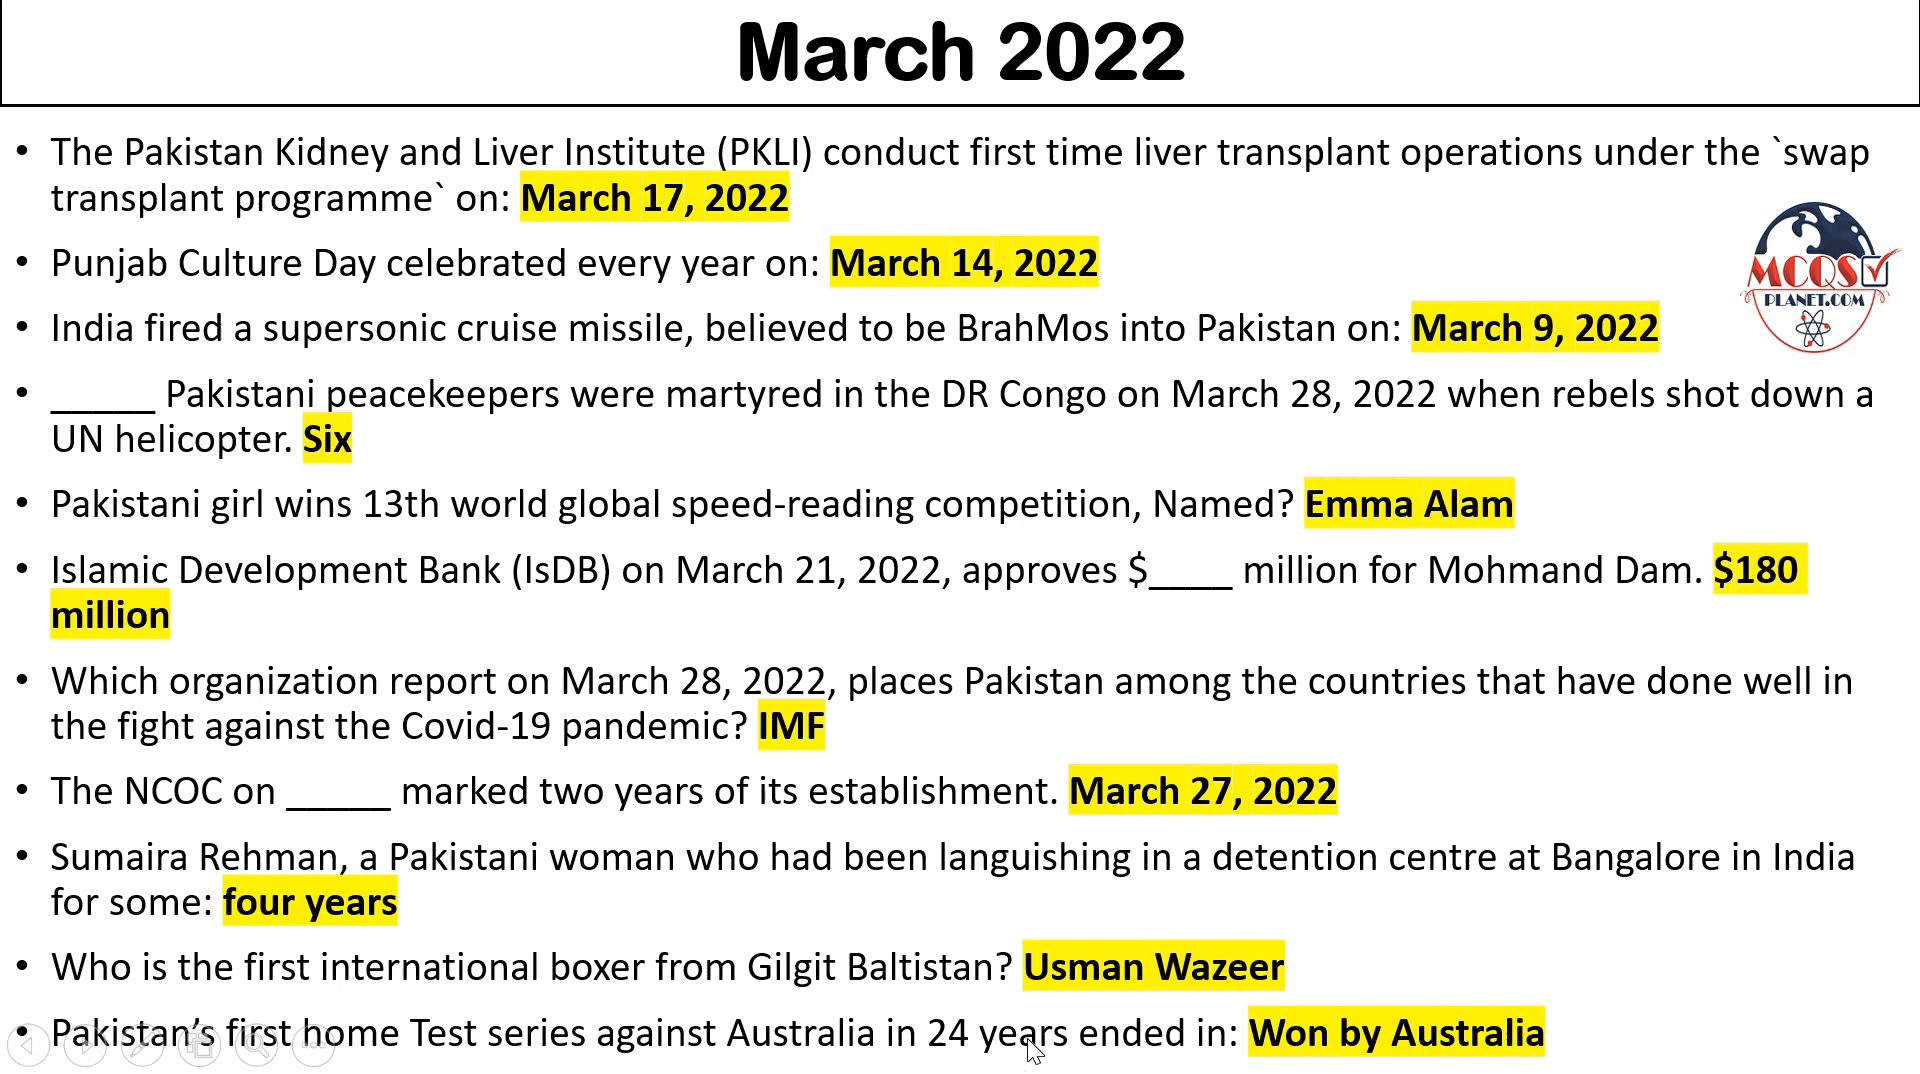 March 2022
• The Pakistan Kidney and Liver Institute (PKLI) conduct first time liver transplant operations under the `swap
transplant programme` on: March 17, 2022
• Punjab Culture Day celebrated every year on: March 14, 2022
• India fired a supersonic cruise missile, believed to be BrahMos into Pakistan on: March 9, 2022
• _____ Pakistani peacekeepers were martyred in the DR Congo on March 28, 2022 when rebels shot down a
UN helicopter. Six
• Pakistani girl wins 13th world global speed-reading competition, Named? Emma Alam
• Islamic Development Bank (IsDB) on March 21, 2022, approves $____ million for Mohmand Dam. $180
million
• Which organization report on March 28, 2022, places Pakistan among the countries that have done well in
the fight against the Covid-19 pandemic? IMF
• The NCOC on _____ marked two years of its establishment. March 27, 2022
• Sumaira Rehman, a Pakistani woman who had been languishing in a detention centre at Bangalore in India
for some: four years
• Who is the first international boxer from Gilgit Baltistan? Usman Wazeer
• Pakistan's first home Test series against Australia in 24 years ended in: Won by Australia
MCQS
PLANET.COM